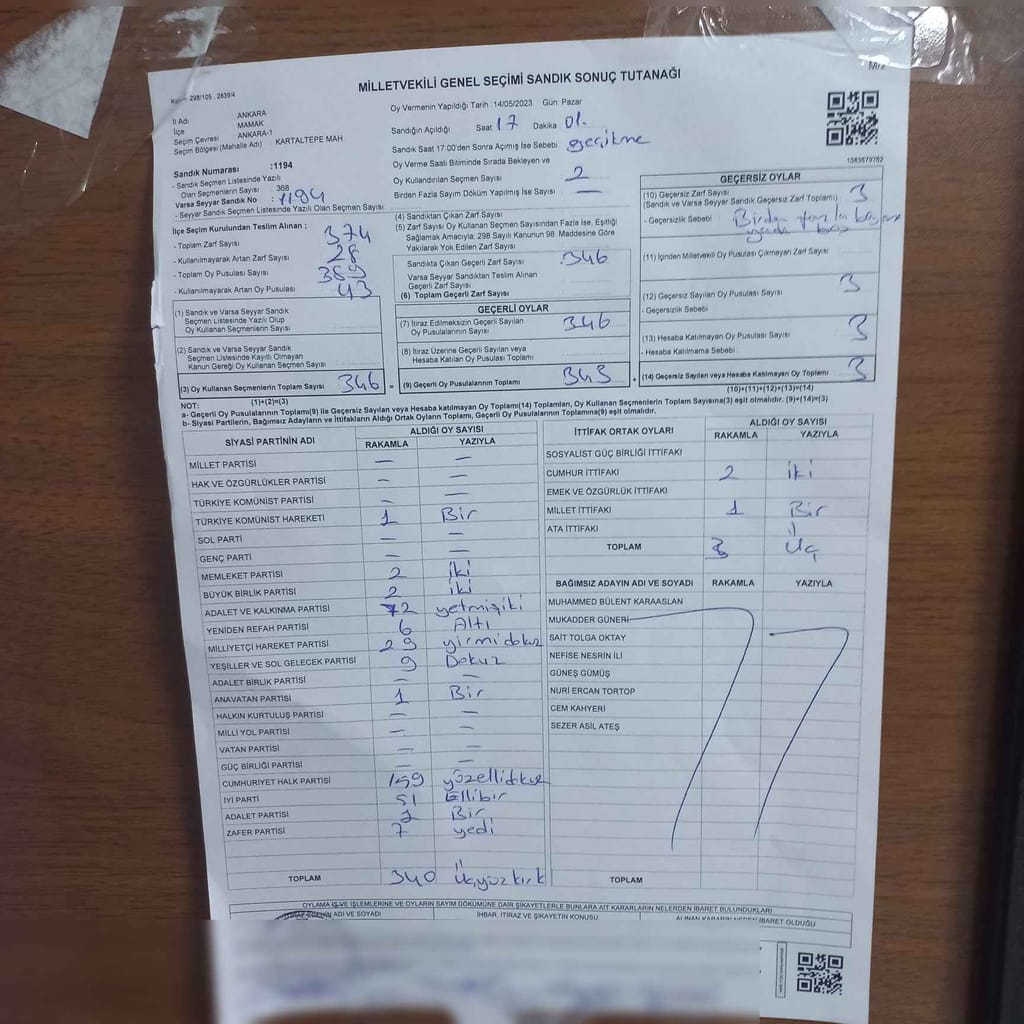 MİLLETVEKİLİ GENEL SEÇİMİ SANDIK SONUÇ TUTANAĞI
298/105 . 2839/4
İl Adı ANKARA
İlçe MAMAK
Seçim Çevresi ANKARA-1
Seçim Bölgesi (Mahalle Adı) KARTALTEPE MAH
Oy Vermenin Yapıldığı Tarih 14/05/2023 Gün: Pazar
Sandığın Açıldığı Saat 17 Dakika 01.
Sandık Saat 17.00'den Sonra Açımış İse Sebebi gecikme
Oy Verme Saati Bitiminde Sırada Bekleyen ve
Oy Kullandırılan Seçmen Sayısı 2
Birden Fazla Sayım Döküm Yapılmış İse Sayısı —
Sandık Numarası :1194
- Sandık Seçmen Listesinde Yazılı
Olan Seçmenlerin Sayısı 368
Varsa Seyyar Sandık No : 1194
- Seyyar Sandık Seçmen Listesinde Yazılı Olan Seçmen Sayısı
İlçe Seçim Kurulundan Teslim Alınan ;
- Toplam Zarf Sayısı 374
- Kullanılmayarak Artan Zarf Sayısı 28
- Toplam Oy Pusulası Sayısı 389
- Kullanılmayarak Artan Oy Pusulası 43
(1) Sandık ve Varsa Seyyar Sandık
Seçmen Listesinde Yazılı Olup
Oy Kullanan Seçmenlerin Sayısı
(2) Sandık ve Varsa Seyyar Sandık
Seçmen Listesinde Kayıtlı Olmayan
Kanun Gereği Oy Kullanan Seçmen Sayısı
(3) Oy Kullanan Seçmenlerin Toplam Sayısı 346 =
(1)+(2)=(3)
(4) Sandıktan Çıkan Zarf Sayısı
(5) Zarf Sayısı Oy Kullanan Seçmen Sayısından Fazla İse, Eşitliği
Sağlamak Amacıyla, 298 Sayılı Kanunun 98. Maddesine Göre
Yakılarak Yok Edilen Zarf Sayısı
Sandıkta Çıkan Geçerli Zarf Sayısı 346
Varsa Seyyar Sandıktan Teslim Alınan
Geçerli Zarf Sayısı
(6) Toplam Geçerli Zarf Sayısı
GEÇERLİ OYLAR
(7) İtiraz Edilmeksizin Geçerli Sayılan
Oy Pusulalarının Sayısı 346
(8) İtiraz Üzerine Geçerli Sayılan veya
Hesaba Katılan Oy Pusulası Toplamı
(9) Geçerli Oy Pusulalarının Toplamı 343 +
1083679762
GEÇERSİZ OYLAR
(10) Geçersiz Zarf Sayısı
(Sandık ve Varsa Seyyar Sandık Geçersiz Zarf Toplamı) 3
- Geçersizlik Sebebi Birden fazla
(11) İçinden Milletvekili Oy Pusulası Çıkmayan Zarf Sayısı
(12) Geçersiz Sayılan Oy Pusulası Sayısı 3
- Geçersizlik Sebebi
(13) Hesaba Katılmayan Oy Pusulası Sayısı 3
- Hesaba Katılmama Sebebi
(14) Geçersiz Sayılan veya Hesaba Katılmayan Oy Toplamı 3
(10)+(11)+(12)+(13)=(14)
NOT:
a- Geçerli Oy Pusulalarının Toplamı(9) ile Geçersiz Sayılan veya Hesaba katılmayan Oy Toplamı(14) Toplamları, Oy Kullanan Seçmenlerin Toplam Sayısına(3) eşit olmalıdır. (9)+(14)=(3)
b- Siyasi Partilerin, Bağımsız Adayların ve İttifakların Aldığı Ortak Oyların Toplamı, Geçerli Oy Pusulalarının Toplamına(9) eşit olmalıdır.
SİYASİ PARTİNİN ADI ALDIĞI OY SAYISI
RAKAMLA YAZIYLA
MİLLET PARTİSİ — —
HAK VE ÖZGÜRLÜKLER PARTİSİ — —
TÜRKİYE KOMÜNİST PARTİSİ — —
TÜRKİYE KOMÜNİST HAREKETİ 1 Bir
SOL PARTİ — —
GENÇ PARTİ — —
MEMLEKET PARTİSİ 2 iki
BÜYÜK BİRLİK PARTİSİ 2 iki
ADALET VE KALKINMA PARTİSİ 72 yetmişiki
YENİDEN REFAH PARTİSİ 6 Altı
MİLLİYETÇİ HAREKET PARTİSİ 29 yirmidokuz
YEŞİLLER VE SOL GELECEK PARTİSİ 9 Dokuz
ADALET BİRLİK PARTİSİ — —
ANAVATAN PARTİSİ 1 Bir
HALKIN KURTULUŞ PARTİSİ — —
MİLLİ YOL PARTİSİ — —
VATAN PARTİSİ — —
GÜÇ BİRLİĞİ PARTİSİ — —
CUMHURİYET HALK PARTİSİ 159 yüzellidokuz
İYİ PARTİ 51 Ellibir
ADALET PARTİSİ 1 Bir
ZAFER PARTİSİ 7 yedi
TOPLAM 340 Üçyüzkırk
İTTİFAK ORTAK OYLARI ALDIĞI OY SAYISI
RAKAMLA YAZIYLA
SOSYALİST GÜÇ BİRLİĞİ İTTİFAKI
CUMHUR İTTİFAKI 2 iki
EMEK VE ÖZGÜRLÜK İTTİFAKI
MİLLET İTTİFAKI 1 Bir
ATA İTTİFAKI
TOPLAM 3 Üç
BAĞIMSIZ ADAYIN ADI VE SOYADI RAKAMLA YAZIYLA
MUHAMMED BÜLENT KARAASLAN
MUKADDER GÜNERİ
SAİT TOLGA OKTAY
NEFİSE NESRİN İLİ
GÜNEŞ GÜMÜŞ
NURİ ERCAN TORTOP
CEM KAHYERİ
SEZER ASİL ATEŞ
TOPLAM
OYLAMA İŞ VE İŞLEMLERİNE VE OYLARIN SAYIM DÖKÜMÜNE DAİR ŞİKAYETLERLE BUNLARA AİT KARARLARIN NELERDEN İBARET BULUNDUKLARI
İTİRAZ EDENİN ADI VE SOYADI İHBAR, İTİRAZ VE ŞİKAYETİN KONUSU ALINAN KARARIN NEDEN İBARET OLDUĞU